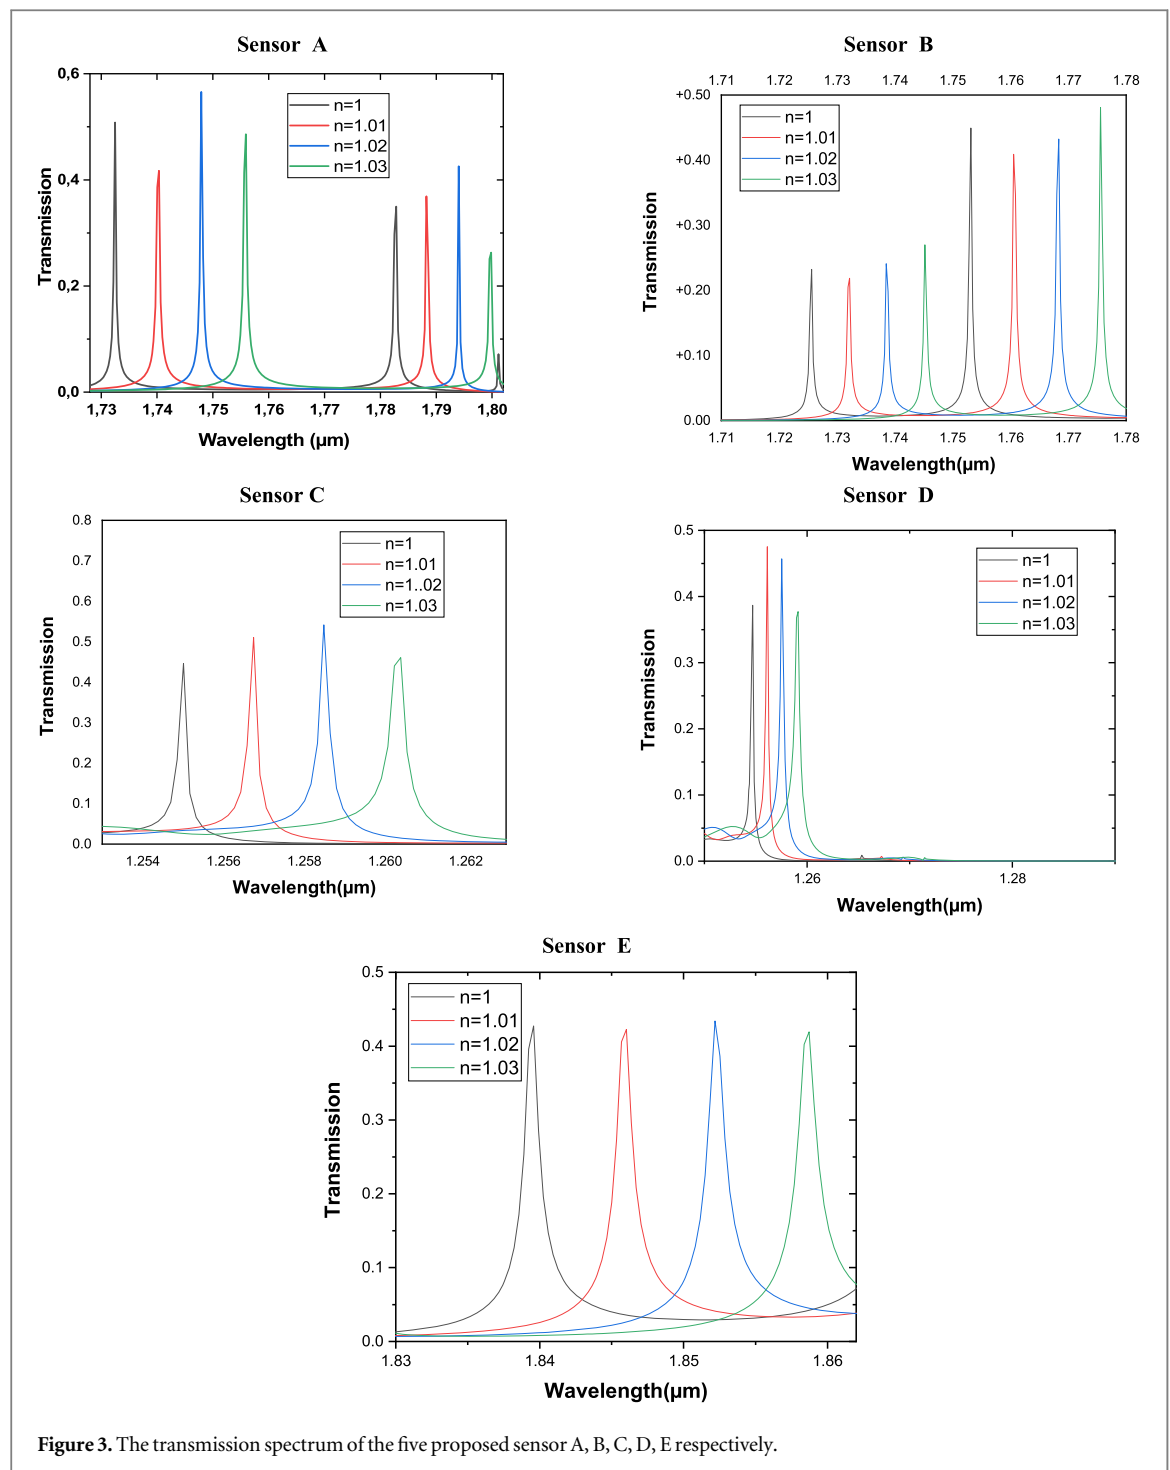 Sensor A
0,6
0,4
0,2
0,0
Transmission
n=1
n=1.01
n=1.02
n=1.03
1,73 1,74 1,75 1,76 1,77 1,78 1,79 1,80
Wavelength (µm)
Sensor B
1.71 1.72 1.73 1.74 1.75 1.76 1.77 1.78
+0.50
+0.40
+0.30
+0.20
+0.10
0.00
Transmission
n=1
n=1.01
n=1.02
n=1.03
1.71 1.72 1.73 1.74 1.75 1.76 1.77 1.78
Wavelength(µm)
Sensor C
0.8
0.7
0.6
0.5
0.4
0.3
0.2
0.1
0.0
Transmission
n=1
n=1.01
n=1..02
n=1.03
1.254 1.256 1.258 1.260 1.262
Wavelength(µm)
Sensor D
0.5
0.4
0.3
0.2
0.1
0.0
Transmission
n=1
n=1.01
n=1.02
n=1.03
1.26 1.28
Wavelength(µm)
Sensor E
0.5
0.4
0.3
0.2
0.1
0.0
Transmission
n=1
n=1.01
n=1.02
n=1.03
1.83 1.84 1.85 1.86
Wavelength(µm)
Figure 3. The transmission spectrum of the five proposed sensor A, B, C, D, E respectively.